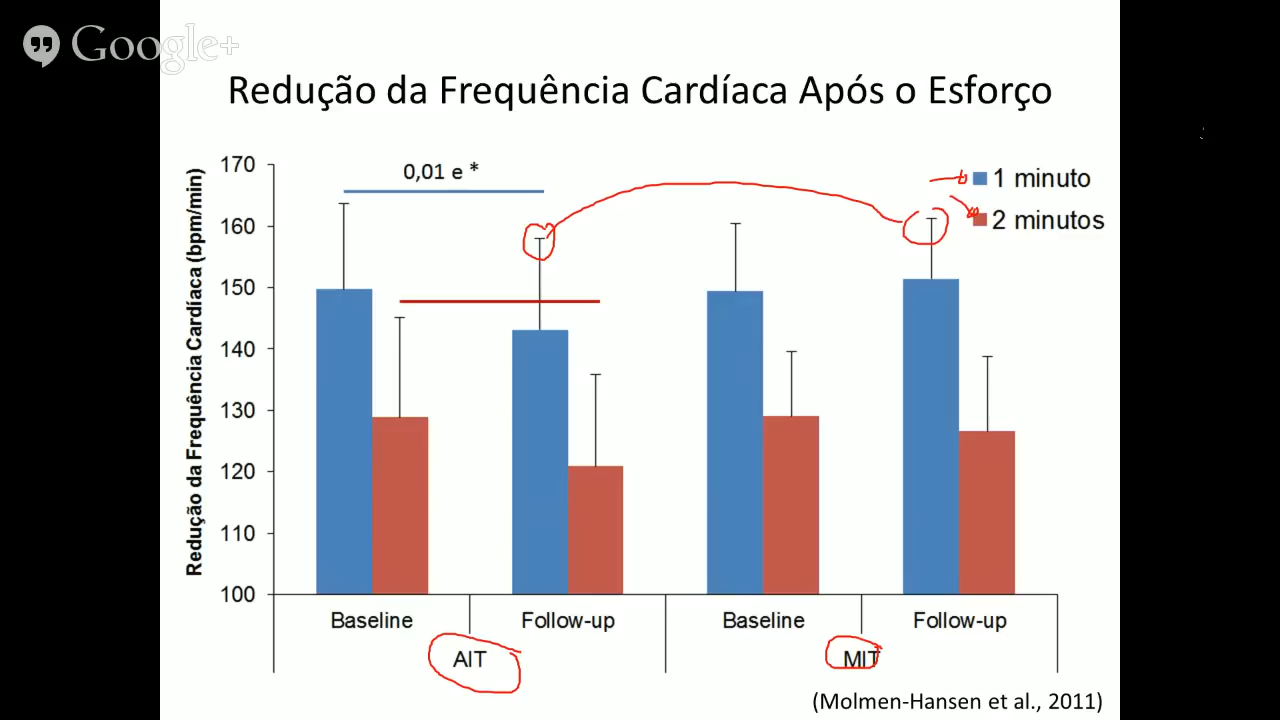 Google+
Redução da Frequência Cardíaca Após o Esforço
Redução da Frequência Cardíaca (bpm/min)
170
160
150
140
130
120
110
100
0,01 e *
1 minuto
2 minutos
Baseline
Follow-up
Baseline
Follow-up
AIT
MIT
(Molmen-Hansen et al., 2011)